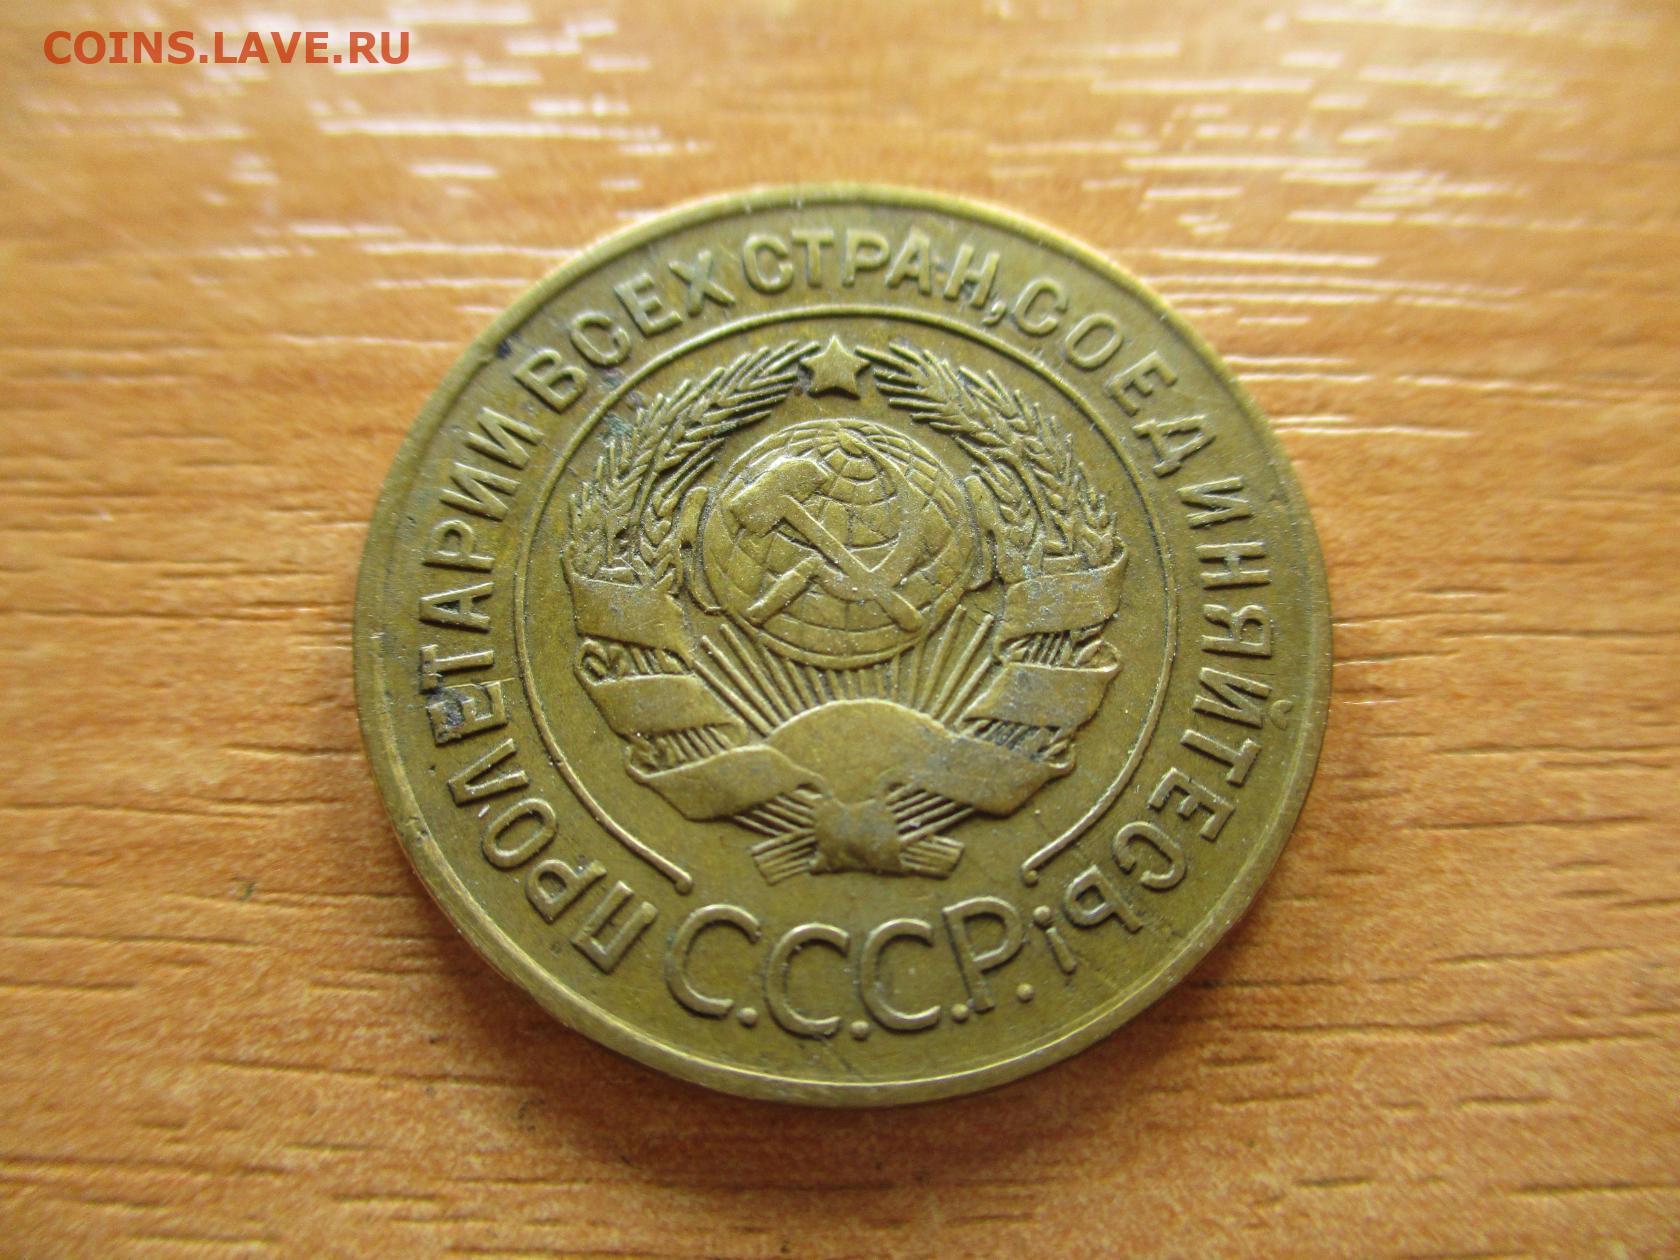 COINS.LAVE.RU
ПРОЛЕТАРИИ ВСЕХ СТРАН, СОЕДИНЯЙТЕСЬ!
С.С.С.Р.